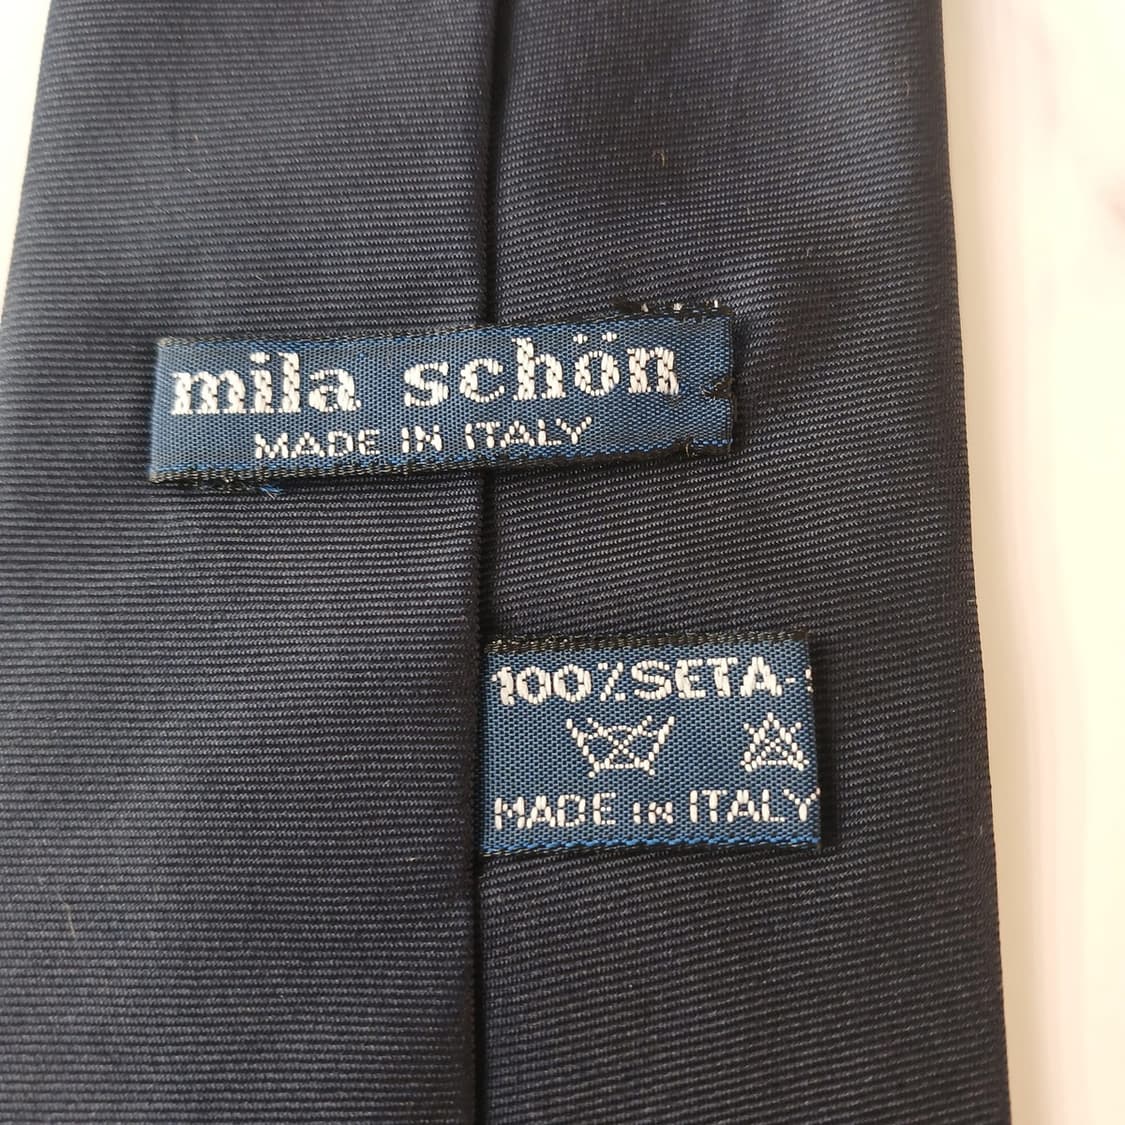 mila schön
MADE IN ITALY
100%SETA-
MADE IN ITALY